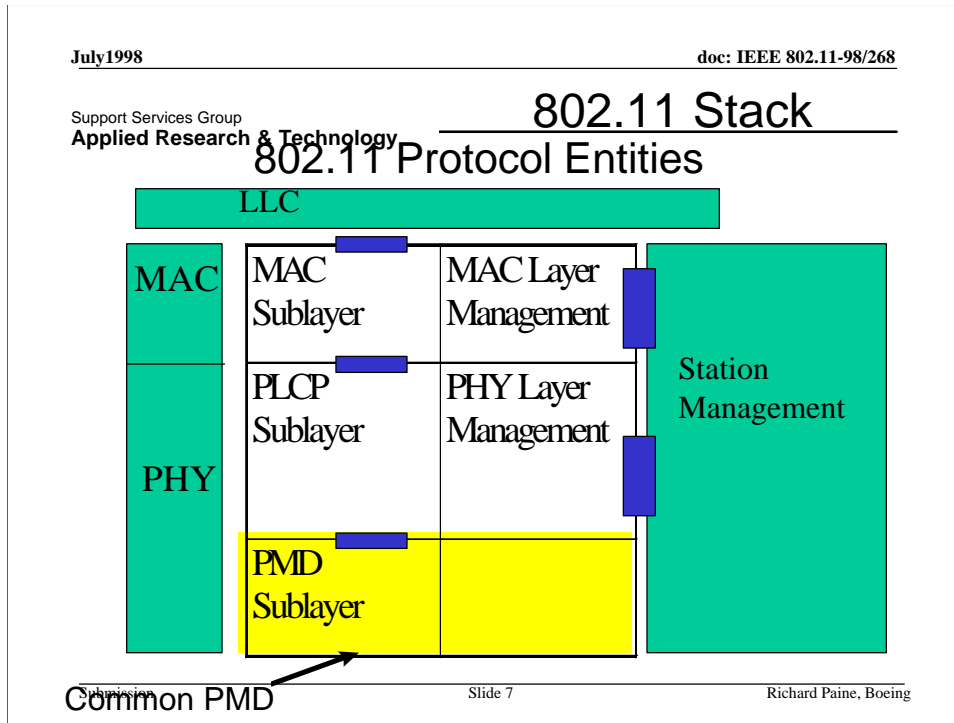 July1998
doc: IEEE 802.11-98/268
Support Services Group
Applied Research & Technology
802.11 Stack
802.11 Protocol Entities
LLC
MAC
MAC
Sublayer
MAC Layer
Management
Station
Management
PHY
PLCP
Sublayer
PHY Layer
Management
PMD
Sublayer
Common PMD
Submission
Slide 7
Richard Paine, Boeing